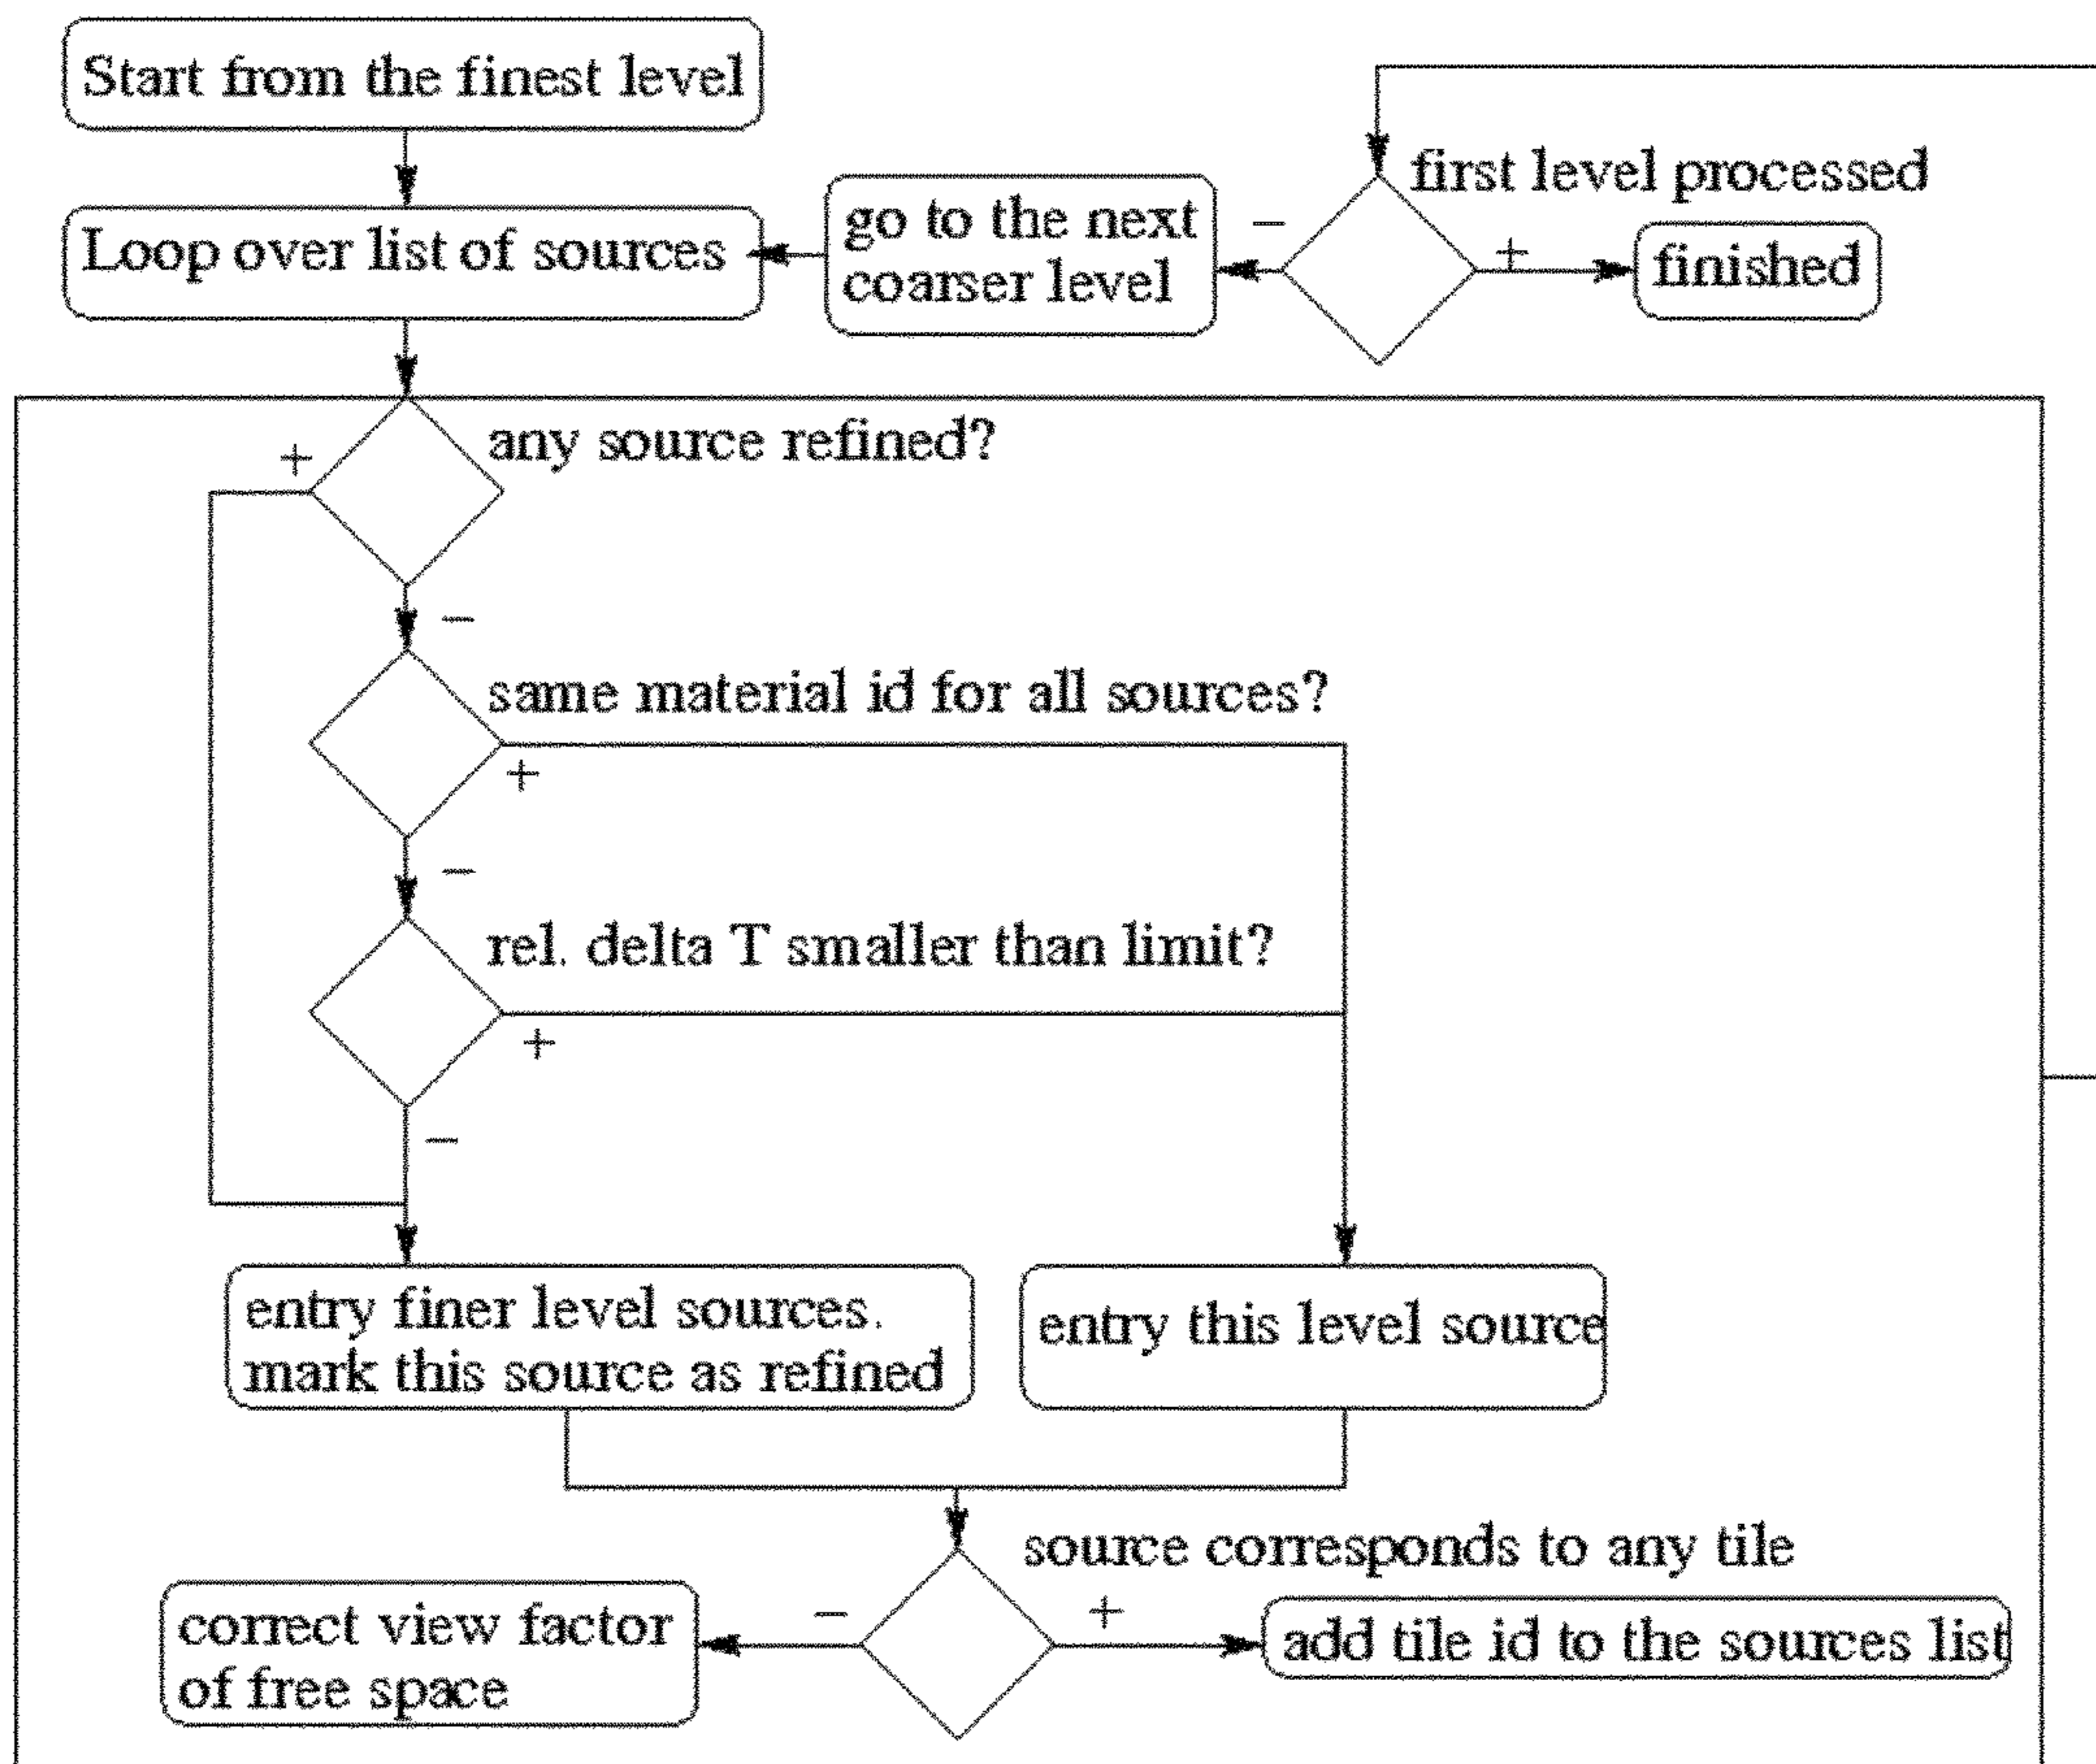 Start from the finest level
first level processed
go to the next
coarser level
−
+
finished
Loop over list of sources
any source refined?
+
−
same material id for all sources?
+
−
rel. delta T smaller than limit?
+
−
entry finer level sources.
mark this source as refined
entry this level source
source corresponds to any tile
−
+
correct view factor
of free space
add tile id to the sources list